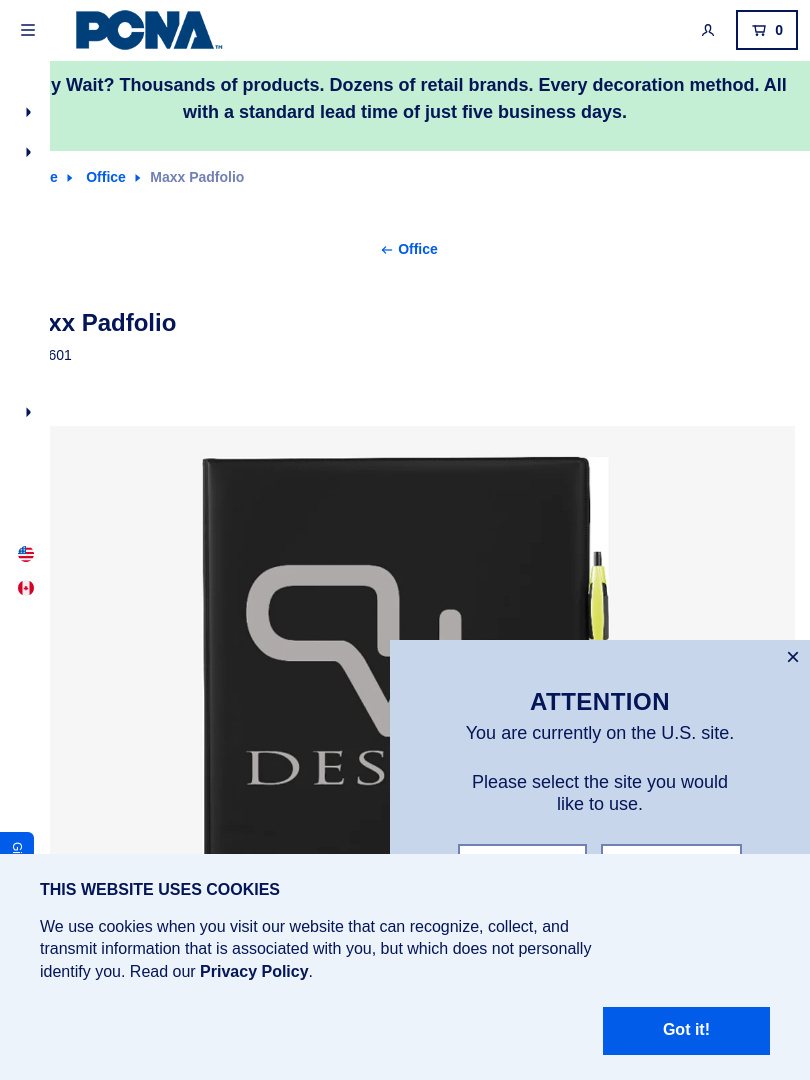 PCNA™
0
y Wait? Thousands of products. Dozens of retail brands. Every decoration method. All
with a standard lead time of just five business days.
e Office Maxx Padfolio
← Office
xx Padfolio
601
DES
×
ATTENTION
You are currently on the U.S. site.
Please select the site you would
like to use.
THIS WEBSITE USES COOKIES
We use cookies when you visit our website that can recognize, collect, and
transmit information that is associated with you, but which does not personally
identify you. Read our Privacy Policy.
Got it!